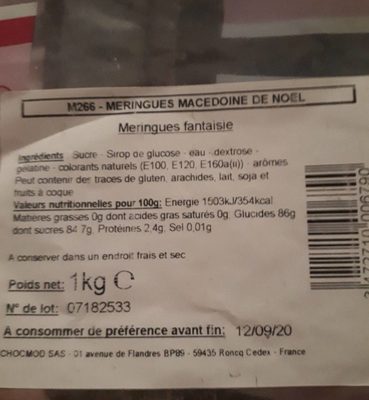 M266 - MERINGUES MACEDOINE DE NOEL
Meringues fantaisie
Ingrédients Sucre - Sirop de glucose - eau - dextrose -
gélatine - colorants naturels (E100, E120, E160a(ii)) - arômes
Peut contenir des traces de gluten, arachides, lait, soja et
fruits à coque
Valeurs nutritionnelles pour 100g: Energie 1503kJ/354kcal
Matières grasses 0g dont acides gras saturés 0g, Glucides 86g
dont sucres 84.7g, Protéines 2,4g, Sel 0,01g
A conserver dans un endroit frais et sec
Poids net: 1kg ℮
N° de lot: 07182533
A consommer de préférence avant fin: 12/09/20
CHOCMOD SAS - 01 avenue de Flandres BP89 - 59435 Roncq Cedex - France